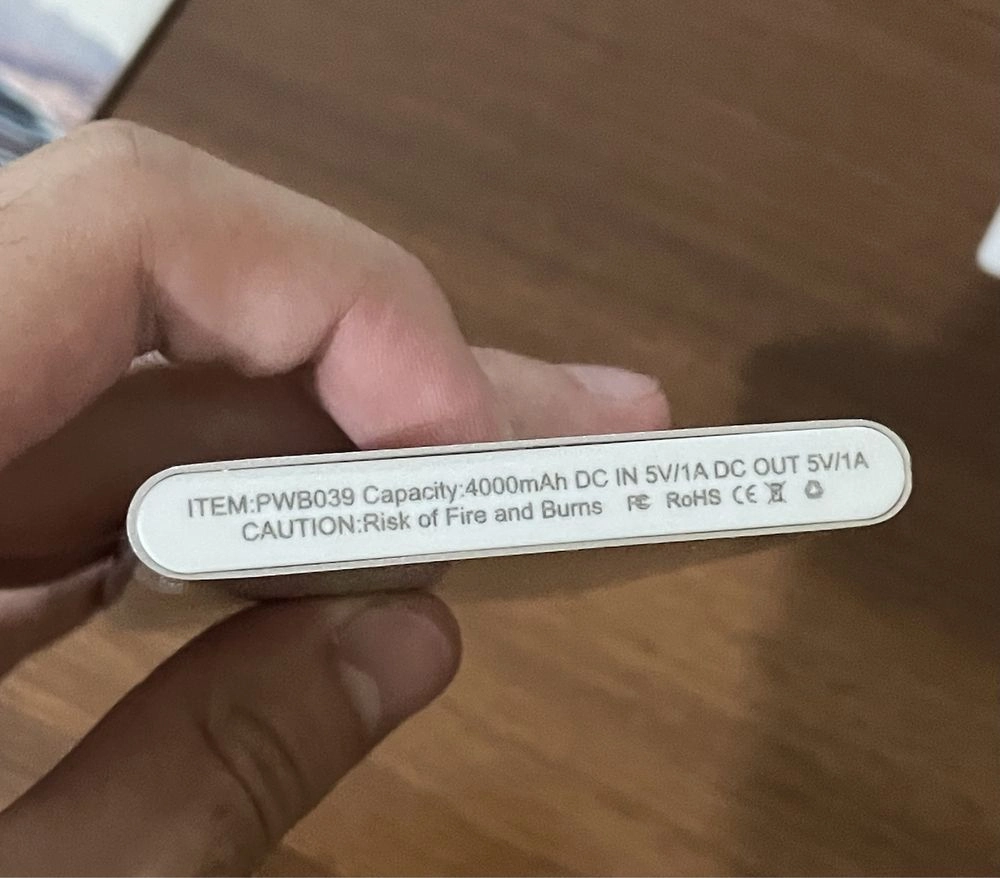 ITEM:PWB039 Capacity:4000mAh DC IN 5V/1A DC OUT 5V/1A
CAUTION:Risk of Fire and Burns FC RoHS CE